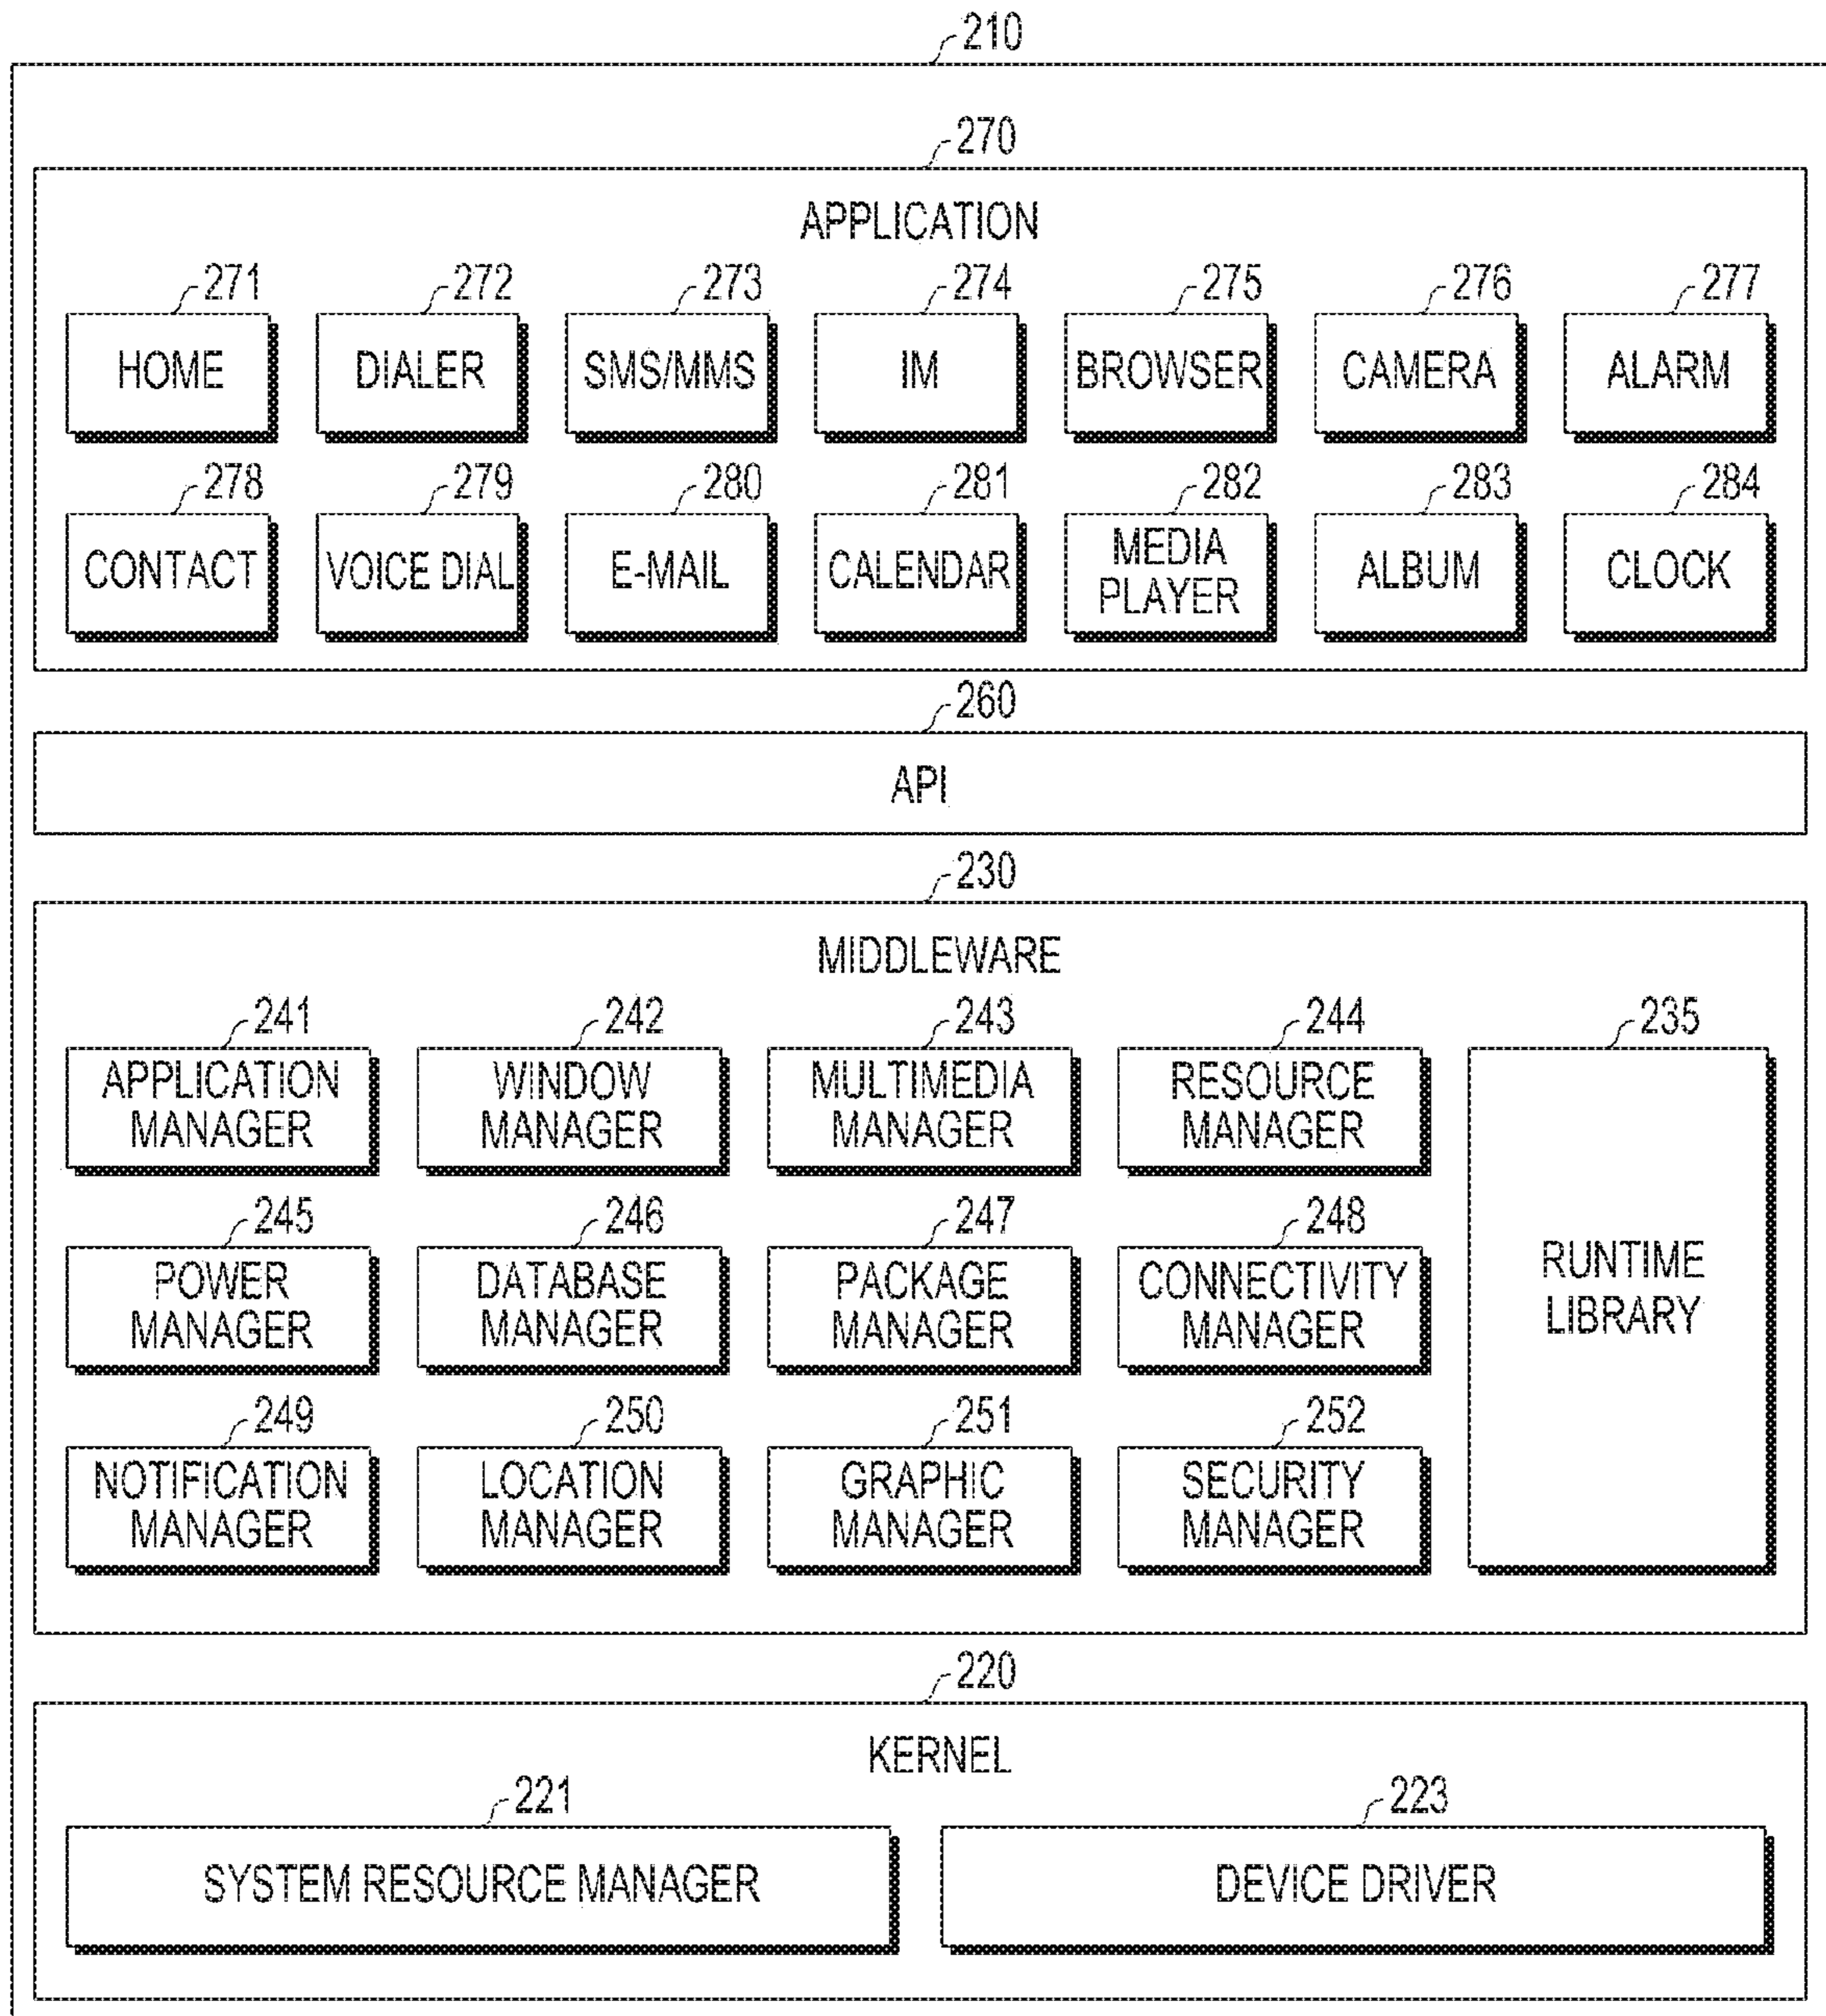 210
270
APPLICATION
271 272 273 274 275 276 277
HOME DIALER SMS/MMS IM BROWSER CAMERA ALARM
278 279 280 281 282 283 284
CONTACT VOICE DIAL E-MAIL CALENDAR MEDIA PLAYER ALBUM CLOCK
260
API
230
MIDDLEWARE
241 242 243 244 235
APPLICATION MANAGER
WINDOW MANAGER
MULTIMEDIA MANAGER
RESOURCE MANAGER
RUNTIME LIBRARY
245 246 247 248
POWER MANAGER
DATABASE MANAGER
PACKAGE MANAGER
CONNECTIVITY MANAGER
249 250 251 252
NOTIFICATION MANAGER
LOCATION MANAGER
GRAPHIC MANAGER
SECURITY MANAGER
220
KERNEL
221 223
SYSTEM RESOURCE MANAGER DEVICE DRIVER